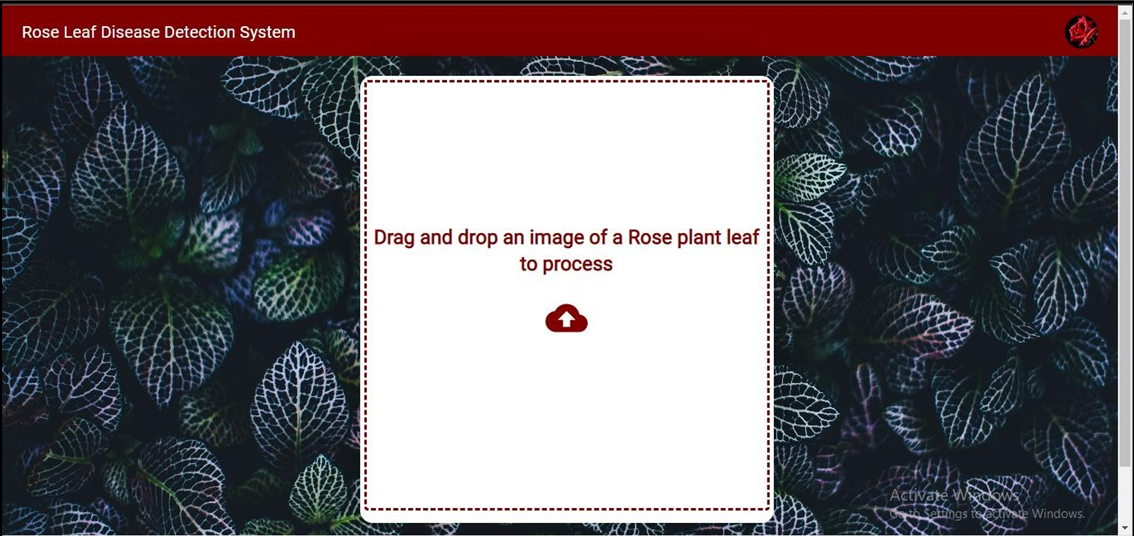 Rose Leaf Disease Detection System
Drag and drop an image of a Rose plant leaf
to process
Activate Windows
Go to Settings to activate Windows.